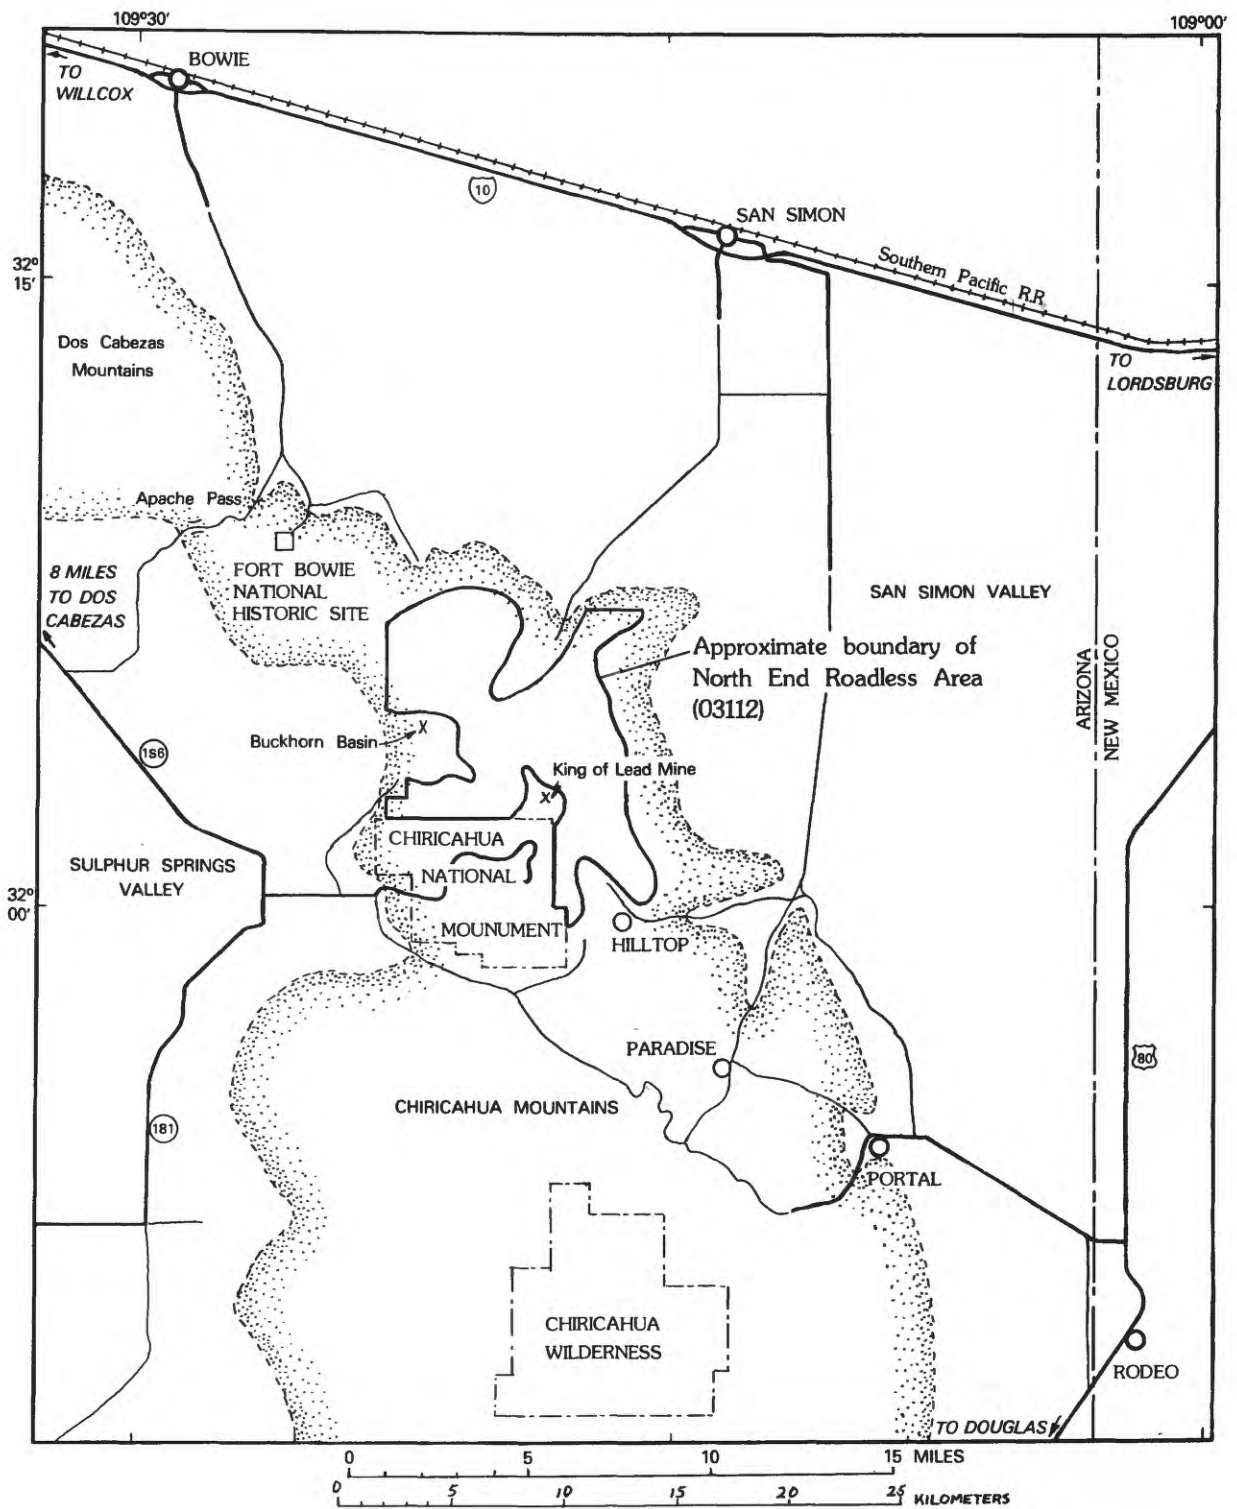 109°30'
109°00'
BOWIE
TO
WILLCOX
10
SAN SIMON
Southern Pacific R.R
32°
15'
Dos Cabezas
Mountains
TO
LORDSBURG
Apache Pass
8 MILES
TO DOS
CABEZAS
FORT BOWIE
NATIONAL
HISTORIC SITE
SAN SIMON VALLEY
Approximate boundary of
North End Roadless Area
(03112)
ARIZONA
NEW MEXICO
Buckhorn Basin
X
186
King of Lead Mine
X
CHIRICAHUA
NATIONAL
MOUNUMENT
SULPHUR SPRINGS
VALLEY
32°
00'
HILLTOP
PARADISE
80
CHIRICAHUA MOUNTAINS
181
PORTAL
CHIRICAHUA
WILDERNESS
RODEO
TO DOUGLAS
0 5 10 15 MILES
0 5 10 15 20 25 KILOMETERS